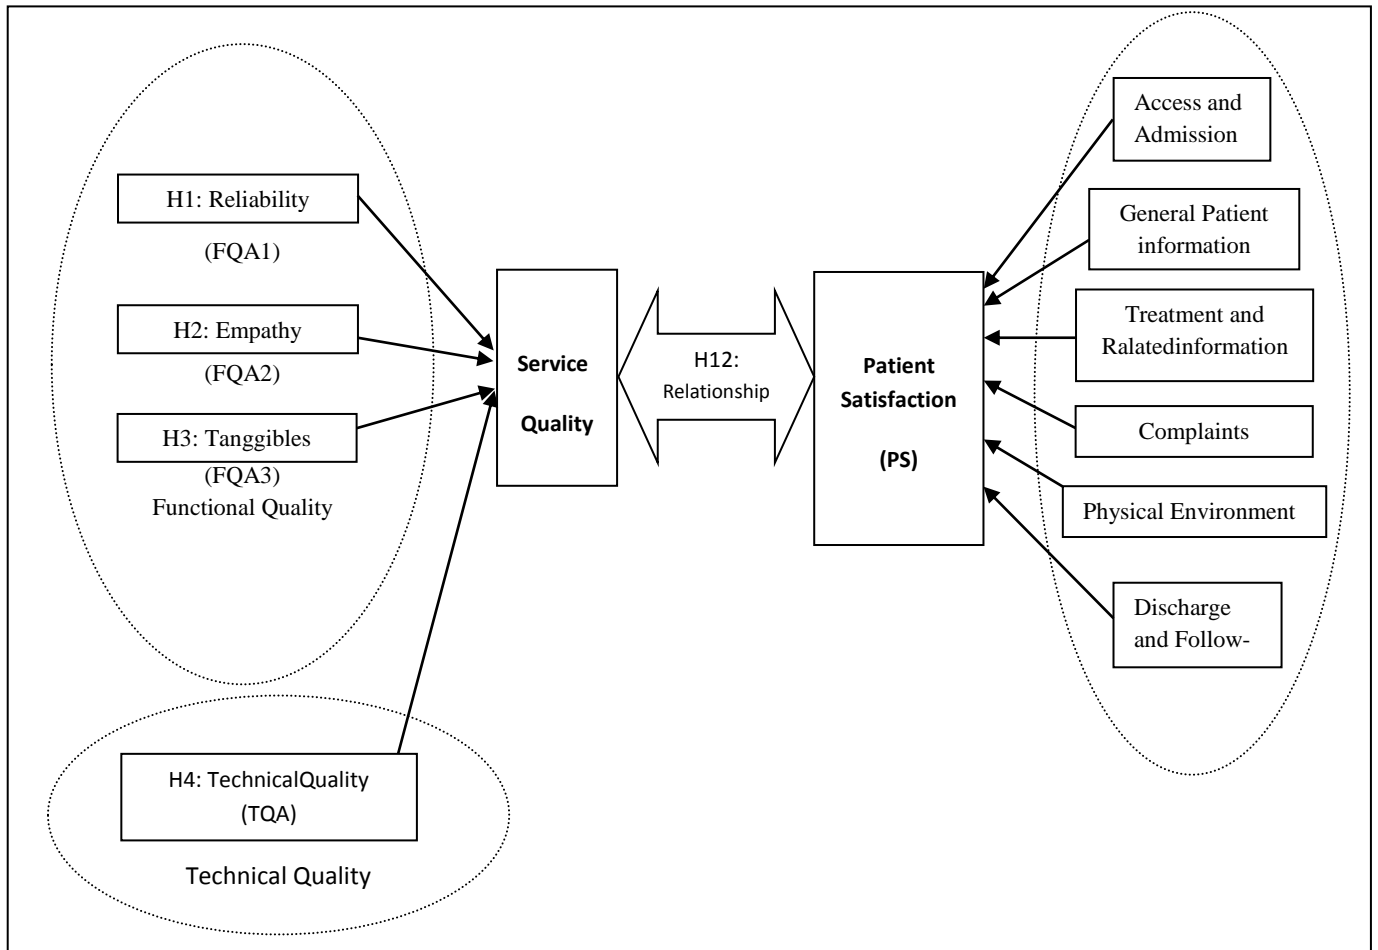 H1: Reliability
(FQA1)
H2: Empathy
(FQA2)
H3: Tanggibles
(FQA3)
Functional Quality
H4: TechnicalQuality
(TQA)
Technical Quality
Service
Quality
H12:
Relationship
Patient
Satisfaction
(PS)
Access and
Admission
General Patient
information
Treatment and
Ralatedinformation
Complaints
Physical Environment
Discharge
and Follow-